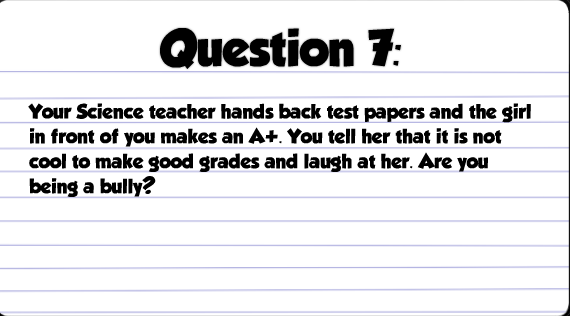 Question 7:
Your Science teacher hands back test papers and the girl
in front of you makes an A+. You tell her that it is not
cool to make good grades and laugh at her. Are you
being a bully?